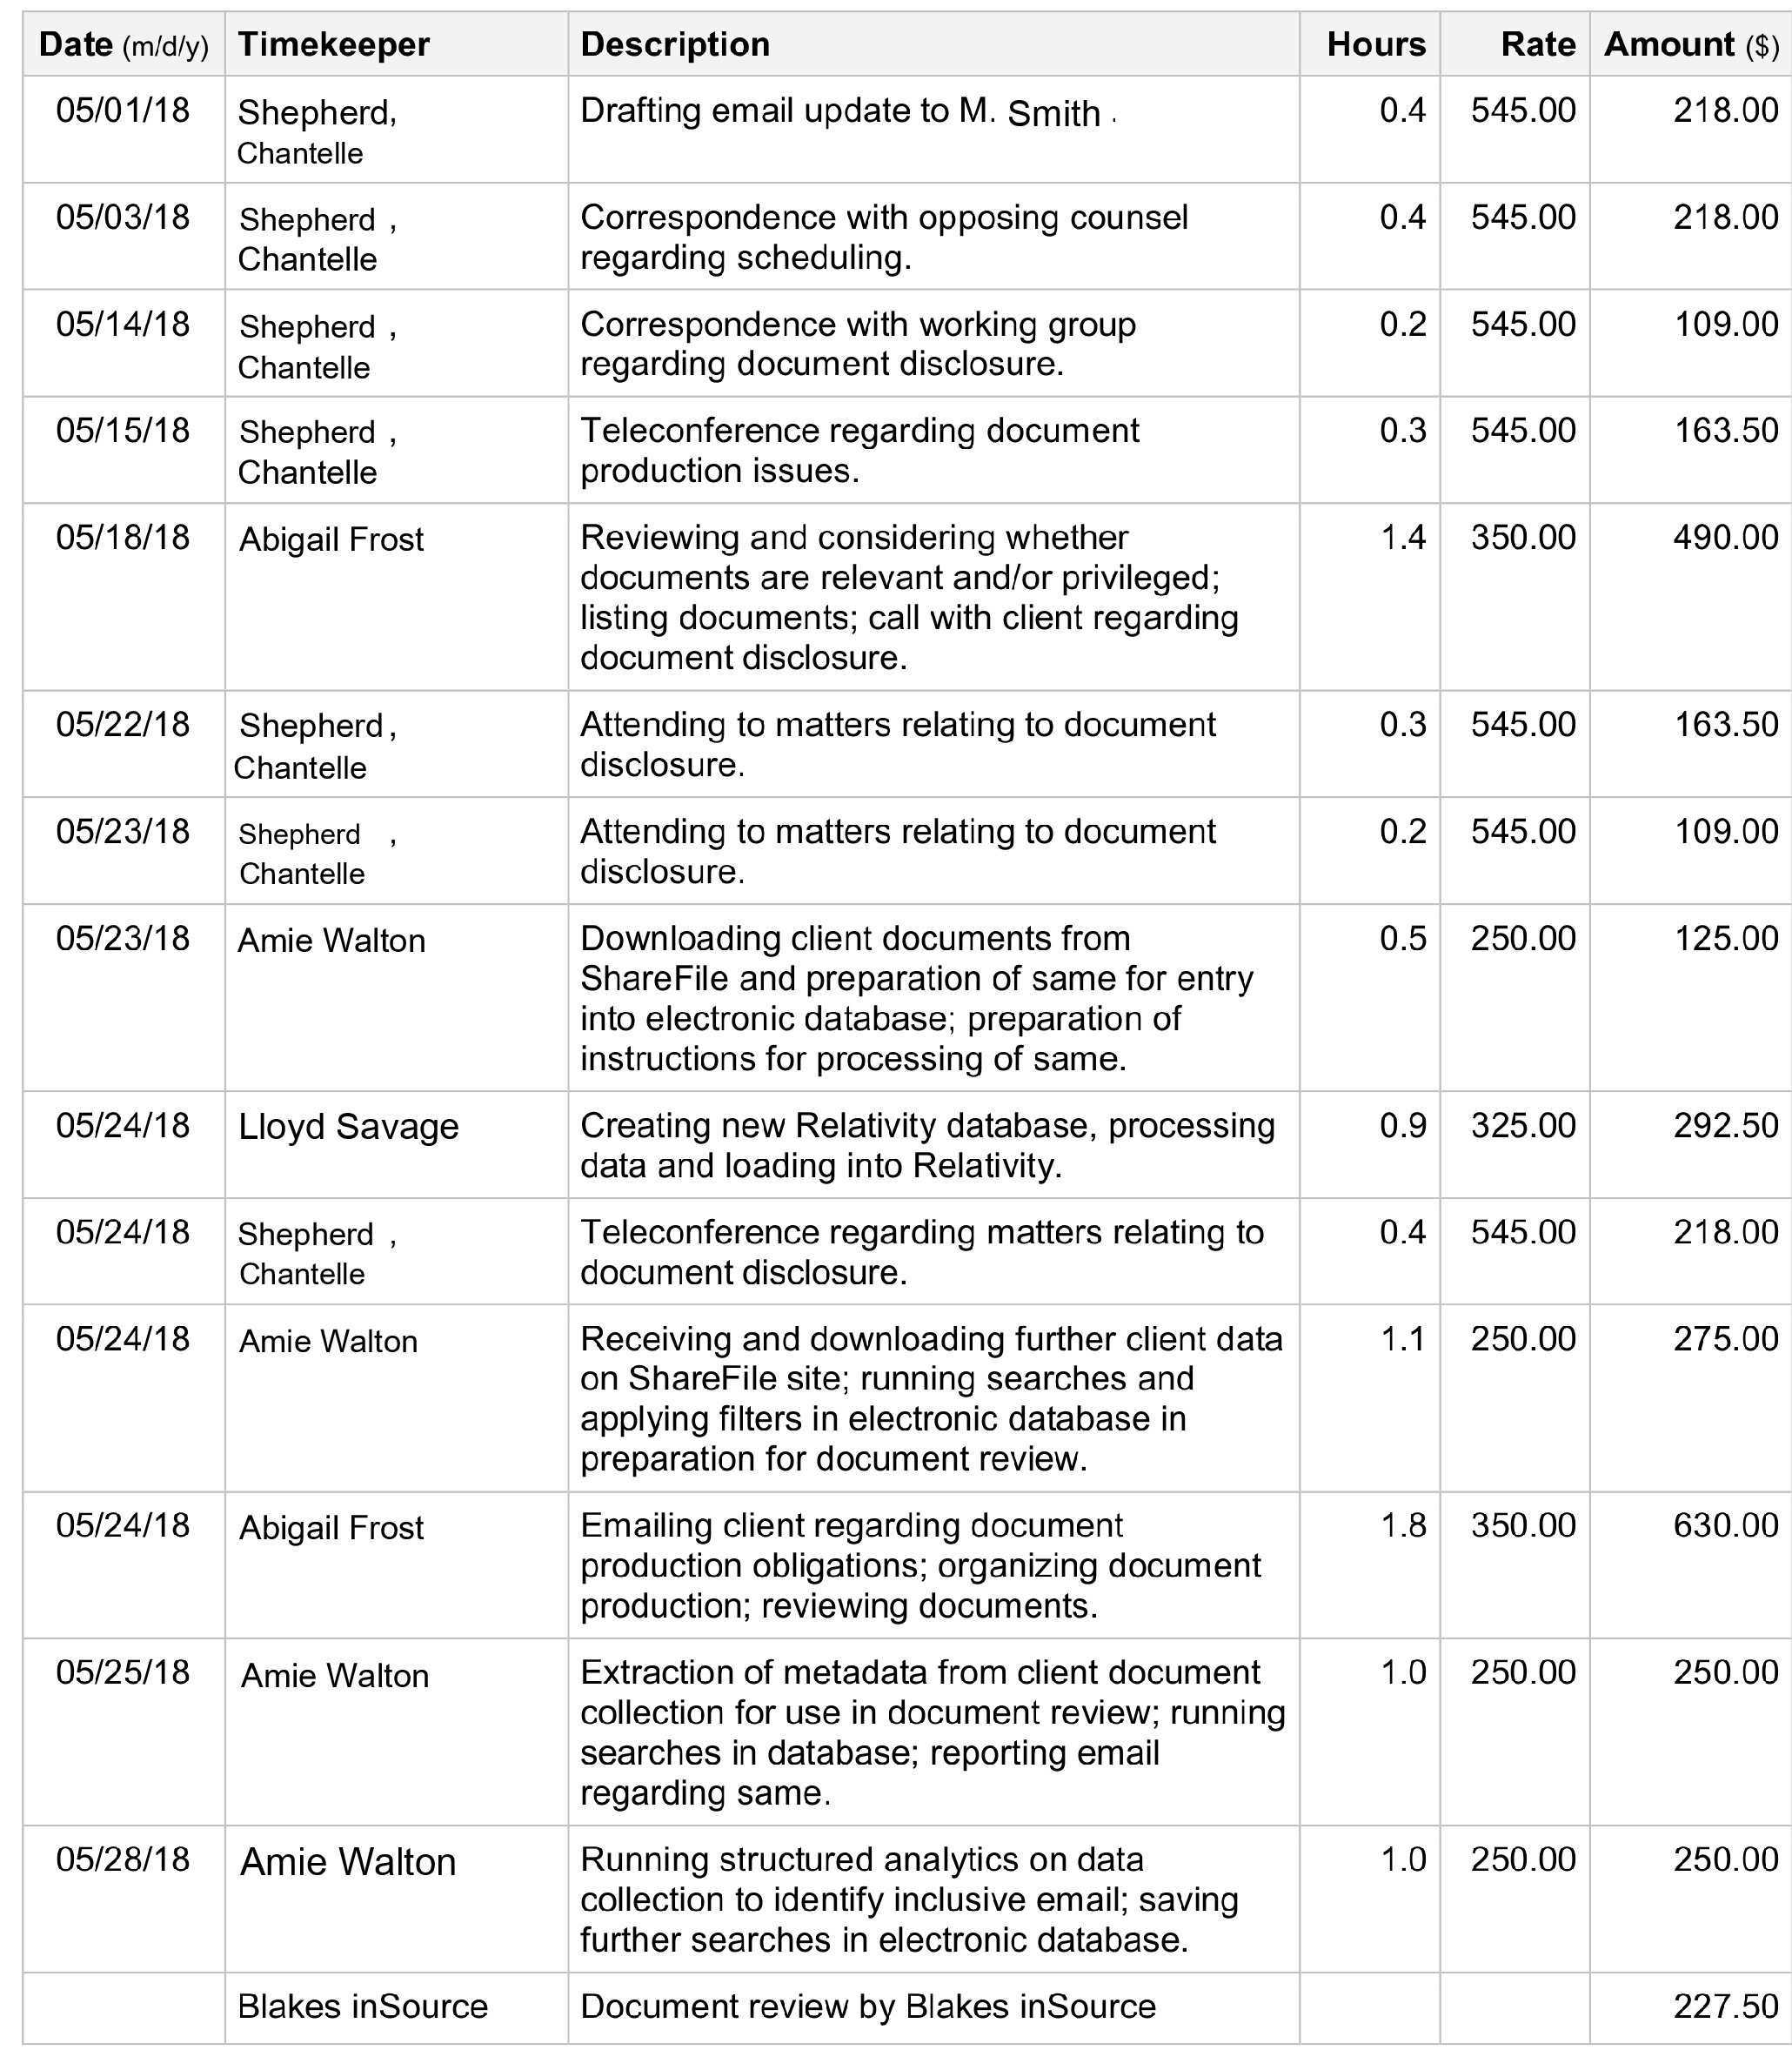 Date (m/d/y) Timekeeper Description Hours Rate Amount ($)
05/01/18 Shepherd, Drafting email update to M. Smith . 0.4 545.00 218.00
Chantelle
05/03/18 Shepherd , Correspondence with opposing counsel 0.4 545.00 218.00
Chantelle regarding scheduling.
05/14/18 Shepherd , Correspondence with working group 0.2 545.00 109.00
Chantelle regarding document disclosure.
05/15/18 Shepherd , Teleconference regarding document 0.3 545.00 163.50
Chantelle production issues.
05/18/18 Abigail Frost Reviewing and considering whether 1.4 350.00 490.00
documents are relevant and/or privileged;
listing documents; call with client regarding
document disclosure.
05/22/18 Shepherd, Attending to matters relating to document 0.3 545.00 163.50
Chantelle disclosure.
05/23/18 Shepherd , Attending to matters relating to document 0.2 545.00 109.00
Chantelle disclosure.
05/23/18 Amie Walton Downloading client documents from 0.5 250.00 125.00
ShareFile and preparation of same for entry
into electronic database; preparation of
instructions for processing of same.
05/24/18 Lloyd Savage Creating new Relativity database, processing 0.9 325.00 292.50
data and loading into Relativity.
05/24/18 Shepherd , Teleconference regarding matters relating to 0.4 545.00 218.00
Chantelle document disclosure.
05/24/18 Amie Walton Receiving and downloading further client data 1.1 250.00 275.00
on ShareFile site; running searches and
applying filters in electronic database in
preparation for document review.
05/24/18 Abigail Frost Emailing client regarding document 1.8 350.00 630.00
production obligations; organizing document
production; reviewing documents.
05/25/18 Amie Walton Extraction of metadata from client document 1.0 250.00 250.00
collection for use in document review; running
searches in database; reporting email
regarding same.
05/28/18 Amie Walton Running structured analytics on data 1.0 250.00 250.00
collection to identify inclusive email; saving
further searches in electronic database.
Blakes inSource Document review by Blakes inSource 227.50